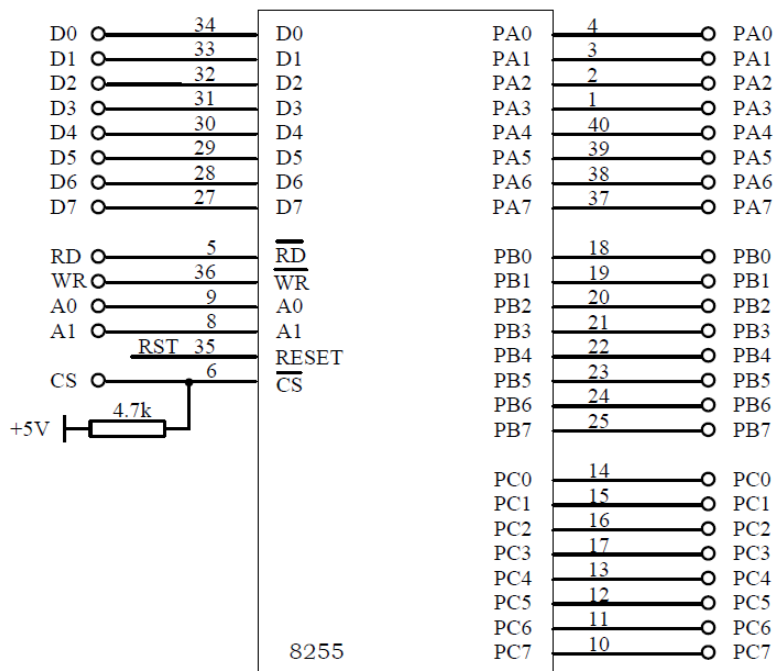 D0 34 D0 PA0 4 PA0
D1 33 D1 PA1 3 PA1
D2 32 D2 PA2 2 PA2
D3 31 D3 PA3 1 PA3
D4 30 D4 PA4 40 PA4
D5 29 D5 PA5 39 PA5
D6 28 D6 PA6 38 PA6
D7 27 D7 PA7 37 PA7
RD 5 RD PB0 18 PB0
WR 36 WR PB1 19 PB1
A0 9 A0 PB2 20 PB2
A1 8 A1 PB3 21 PB3
RST 35 RESET PB4 22 PB4
CS 6 CS PB5 23 PB5
4.7k PB6 24 PB6
+5V PB7 25 PB7
PC0 14 PC0
PC1 15 PC1
PC2 16 PC2
PC3 17 PC3
PC4 13 PC4
PC5 12 PC5
PC6 11 PC6
8255 PC7 10 PC7